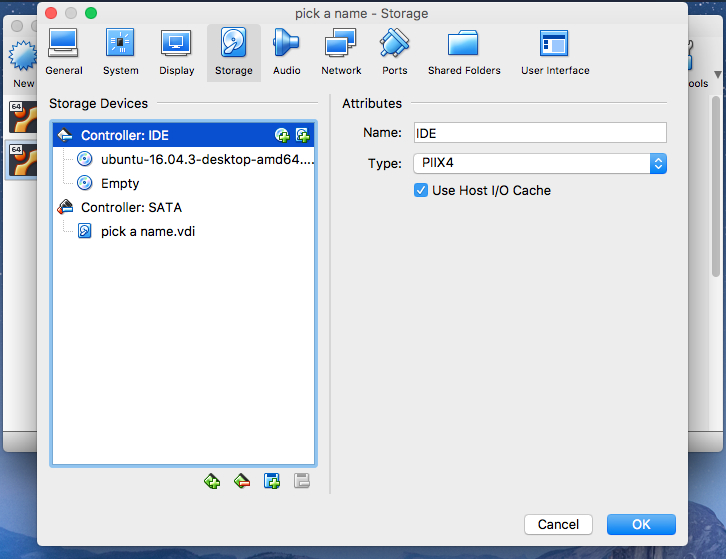 pick a name - Storage
General System Display Storage Audio Network Ports Shared Folders User Interface
New
ools
64
64
Storage Devices
Controller: IDE
ubuntu-16.04.3-desktop-amd64....
Empty
Controller: SATA
pick a name.vdi
Attributes
Name: IDE
Type: PIIX4
Use Host I/O Cache
Cancel OK